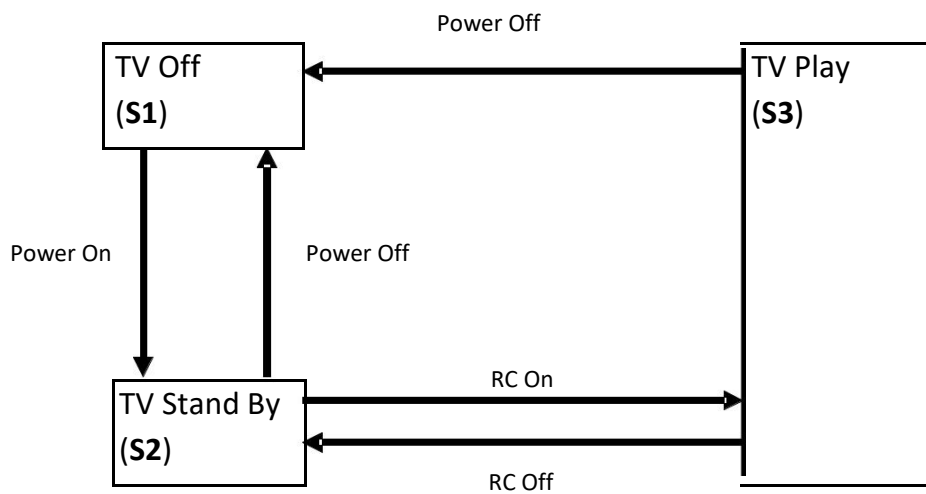 Power Off
TV Off
(S1)
TV Play
(S3)
Power On
Power Off
RC On
TV Stand By
(S2)
RC Off